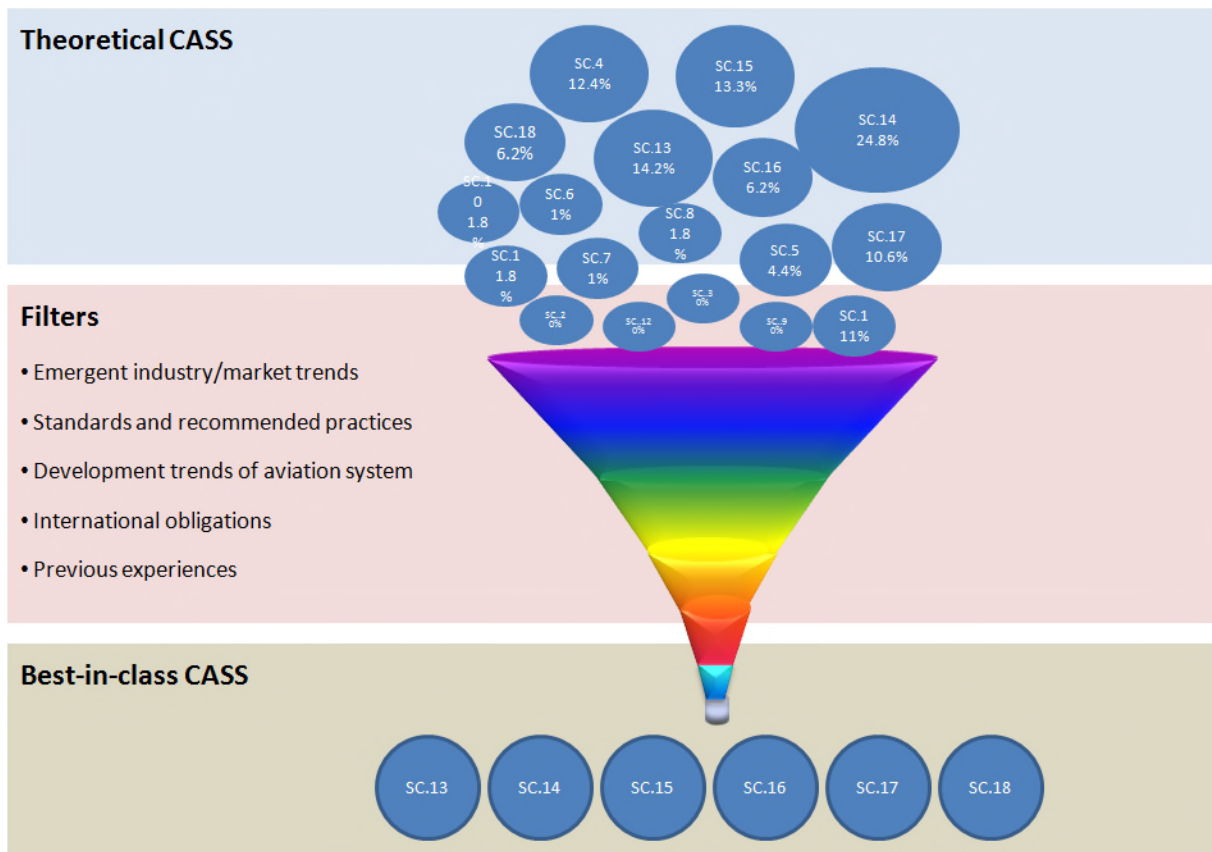 Theoretical CASS
SC.4
12.4%
SC.15
13.3%
SC.14
24.8%
SC.18
6.2%
SC.13
14.2%
SC.16
6.2%
SC.1
0
1.8
%
SC.6
1%
SC.8
1.8
%
SC.17
10.6%
SC.1
1.8
%
SC.7
1%
SC.5
4.4%
SC..2
0%
SC..12
0%
SC..3
0%
SC..9
0%
SC.1
11%
Filters
• Emergent industry/market trends
• Standards and recommended practices
• Development trends of aviation system
• International obligations
• Previous experiences
Best-in-class CASS
SC.13
SC.14
SC.15
SC.16
SC.17
SC.18